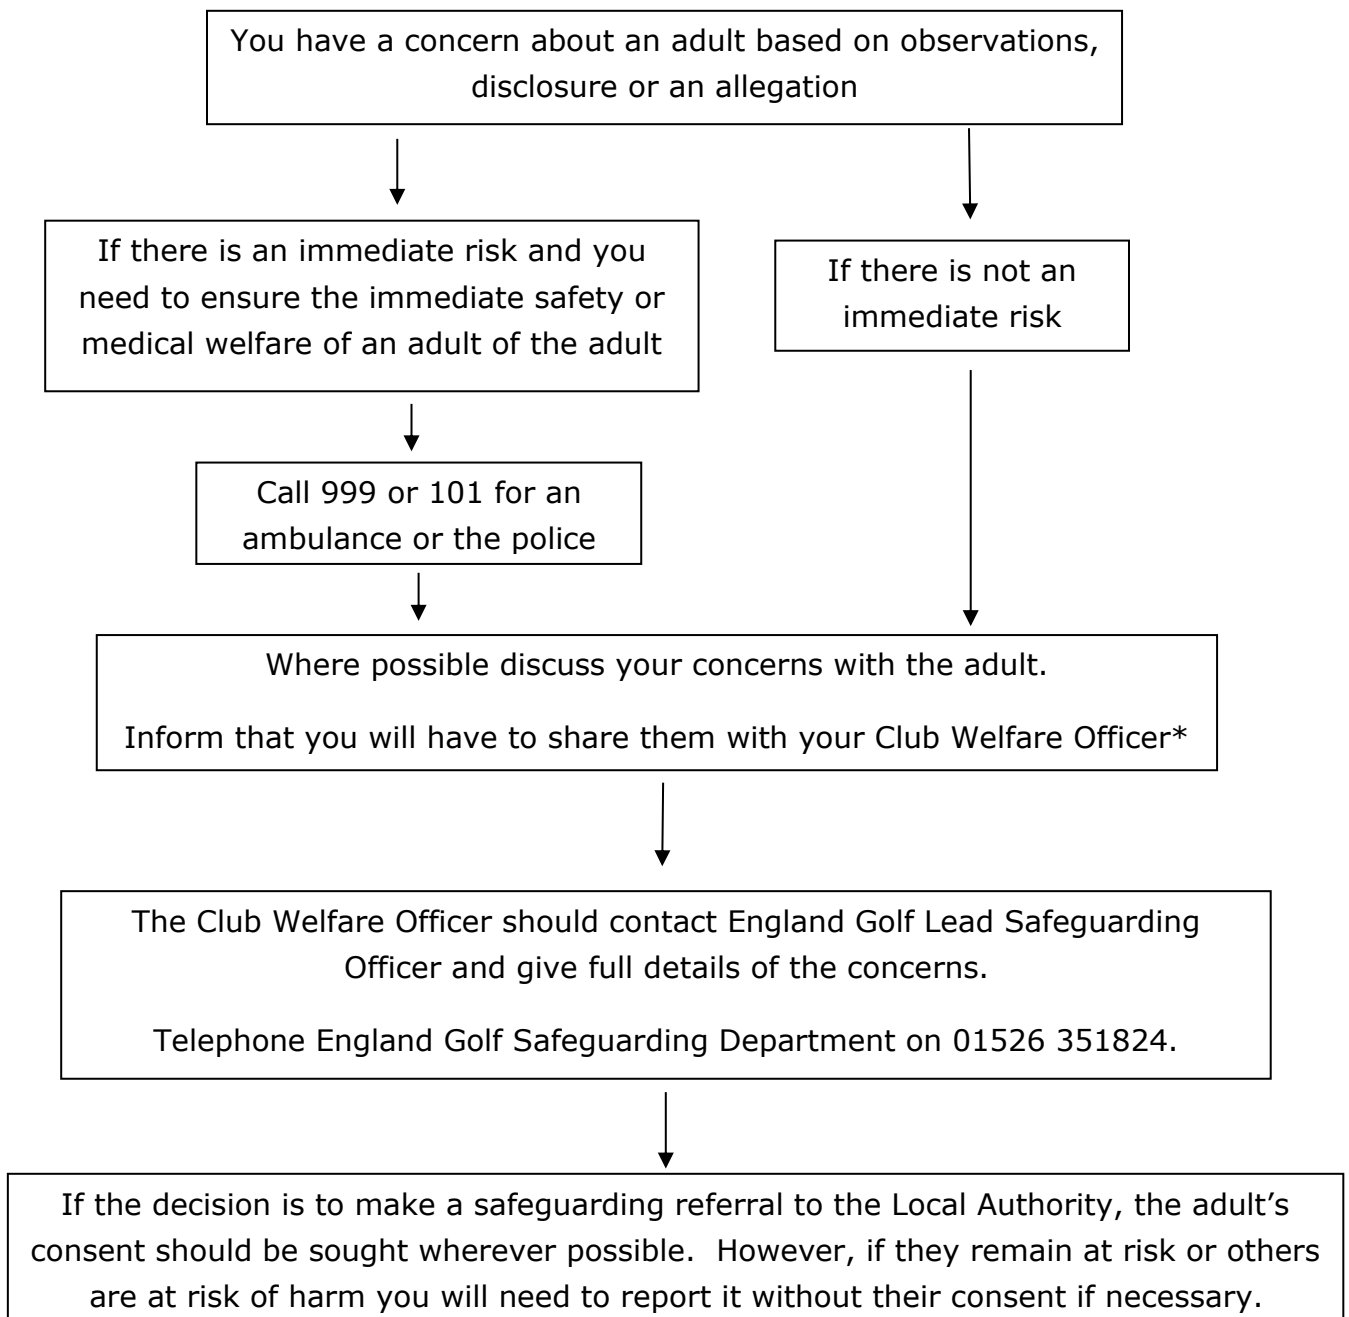 You have a concern about an adult based on observations,
disclosure or an allegation
If there is an immediate risk and you
need to ensure the immediate safety or
medical welfare of an adult of the adult
If there is not an
immediate risk
Call 999 or 101 for an
ambulance or the police
Where possible discuss your concerns with the adult.
Inform that you will have to share them with your Club Welfare Officer*
The Club Welfare Officer should contact England Golf Lead Safeguarding
Officer and give full details of the concerns.
Telephone England Golf Safeguarding Department on 01526 351824.
If the decision is to make a safeguarding referral to the Local Authority, the adult’s
consent should be sought wherever possible.  However, if they remain at risk or others
are at risk of harm you will need to report it without their consent if necessary.